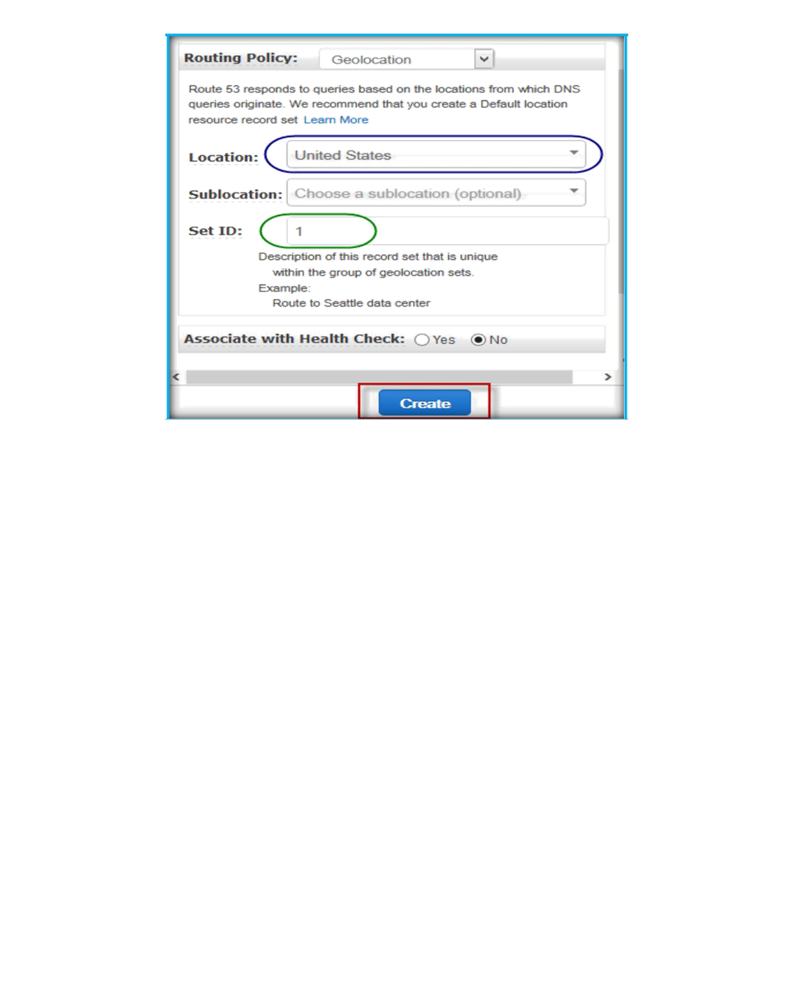 Routing Policy: Geolocation
Route 53 responds to queries based on the locations from which DNS
queries originate. We recommend that you create a Default location
resource record set Learn More
Location: United States
Sublocation: Choose a sublocation (optional)
Set ID: 1
Description of this record set that is unique
within the group of geolocation sets.
Example:
Route to Seattle data center
Associate with Health Check: Yes No
Create